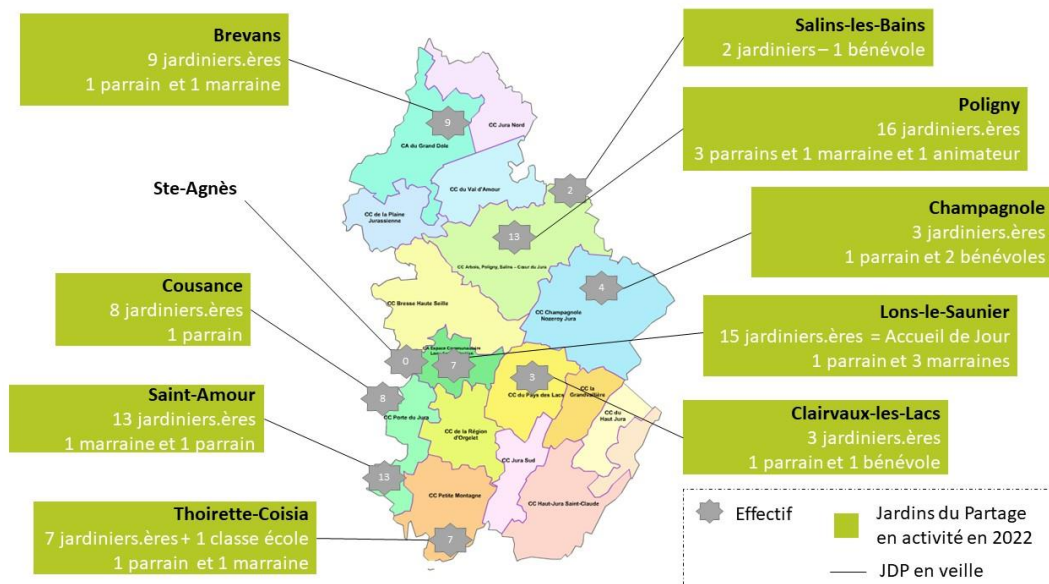 Brevans
9 jardiniers.ères
1 parrain et 1 marraine
Salins-les-Bains
2 jardiniers – 1 bénévole
Poligny
16 jardiniers.ères
3 parrains et 1 marraine et 1 animateur
Ste-Agnès
Champagnole
3 jardiniers.ères
1 parrain et 2 bénévoles
Cousance
8 jardiniers.ères
1 parrain
Lons-le-Saunier
15 jardiniers.ères = Accueil de Jour
1 parrain et 3 marraines
Saint-Amour
13 jardiniers.ères
1 marraine et 1 parrain
Clairvaux-les-Lacs
3 jardiniers.ères
1 parrain et 1 bénévole
Thoirette-Coisia
7 jardiniers.ères + 1 classe école
1 parrain et 1 marraine
9
CC Jura Nord
CA du Grand Dole
CC du Val d'Amour
2
CC de la Plaine
Jurassienne
13
CC Arbois, Poligny, Salins – Cœur du Jura
4
CC Bresse Haute Seille
CC Champagnole
Nozeroy Jura
CA Espace Communautaire
0
7
3
CC du Pays des Lacs
CC la
Grandvallière
8
CC Porte du Jura
CC du
Haut Jura
CC de la Région
d'Orgelet
CC Jura Sud
13
CC Petite Montagne
CC Haut-Jura Saint-Claude
7
Effectif
Jardins du Partage
en activité en 2022
JDP en veille